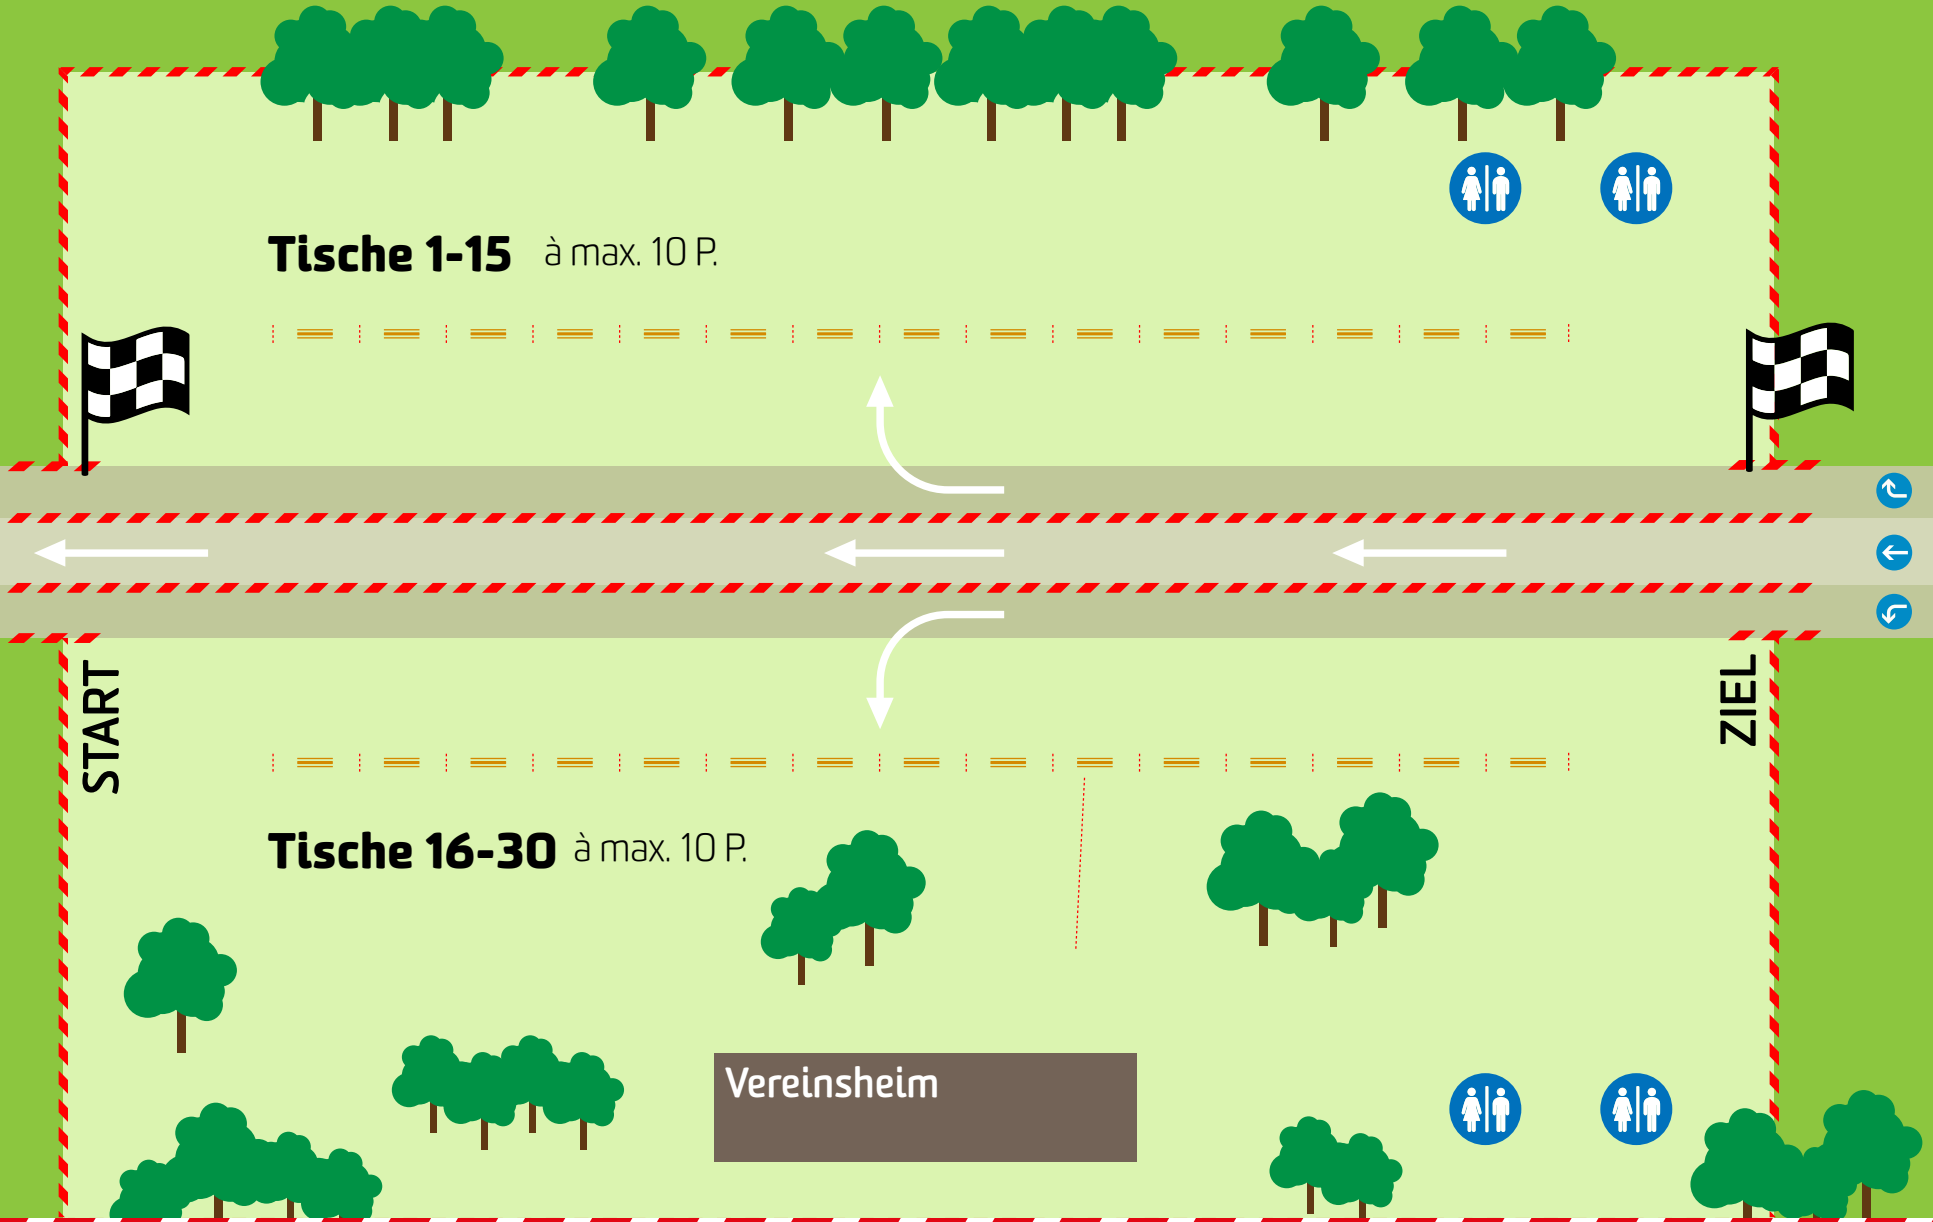 Tische 1-15 à max. 10 P.
START
ZIEL
Tische 16-30 à max. 10 P.
Vereinsheim